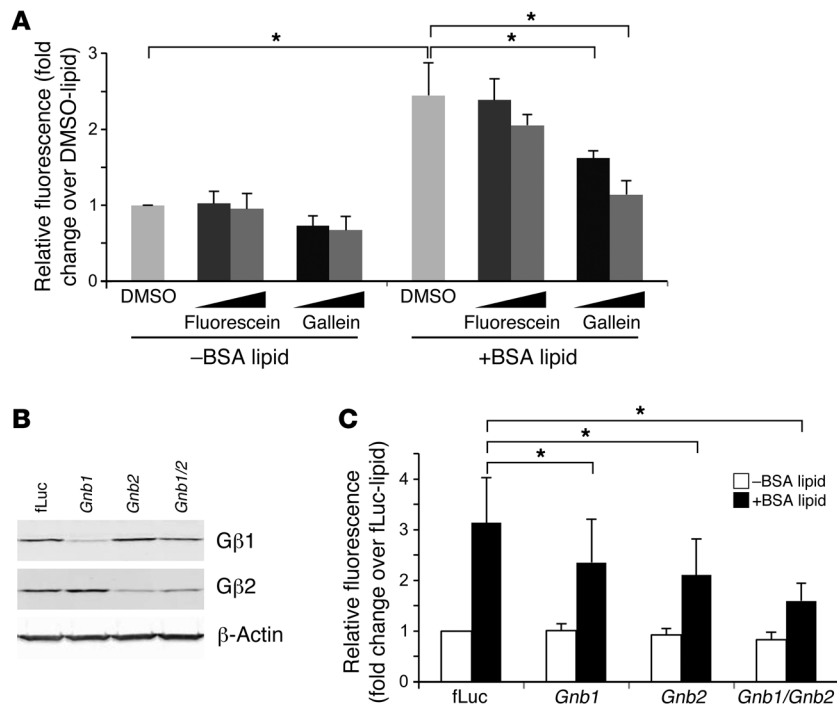 A
Relative fluorescence (fold
change over DMSO-lipid)
3
2
1
0
*
*
*
DMSO
DMSO
Fluorescein
Gallein
Fluorescein
Gallein
–BSA lipid
+BSA lipid
B
fLuc
Gnb1
Gnb2
Gnb1/2
Gβ1
Gβ2
β-Actin
C
Relative fluorescence
(fold change over fLuc-lipid)
4
3
2
1
0
*
*
*
–BSA lipid
+BSA lipid
fLuc
Gnb1
Gnb2
Gnb1/Gnb2